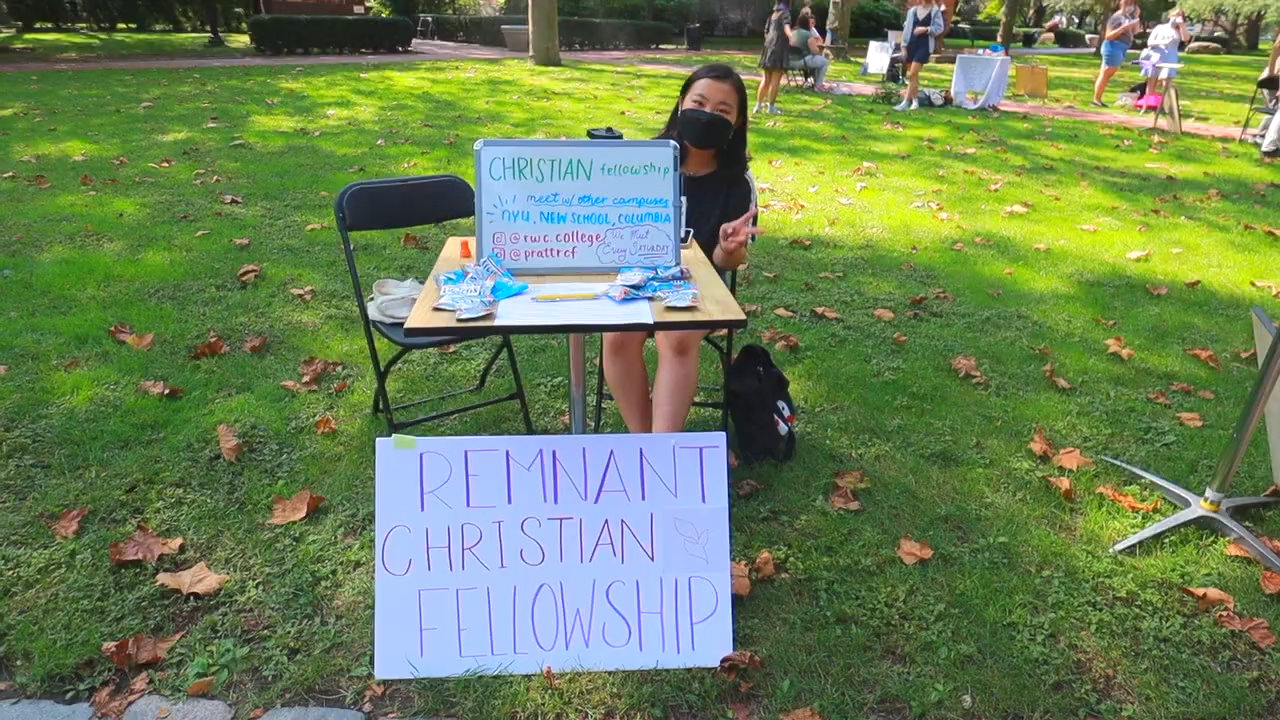 CHRISTIAN fellowship
meet w/ other campuses
NYU, NEW SCHOOL, COLUMBIA
@rwc.college
@prattrcf
We Meet
Every SATURDAY
REMNANT
CHRISTIAN
FELLOWSHIP